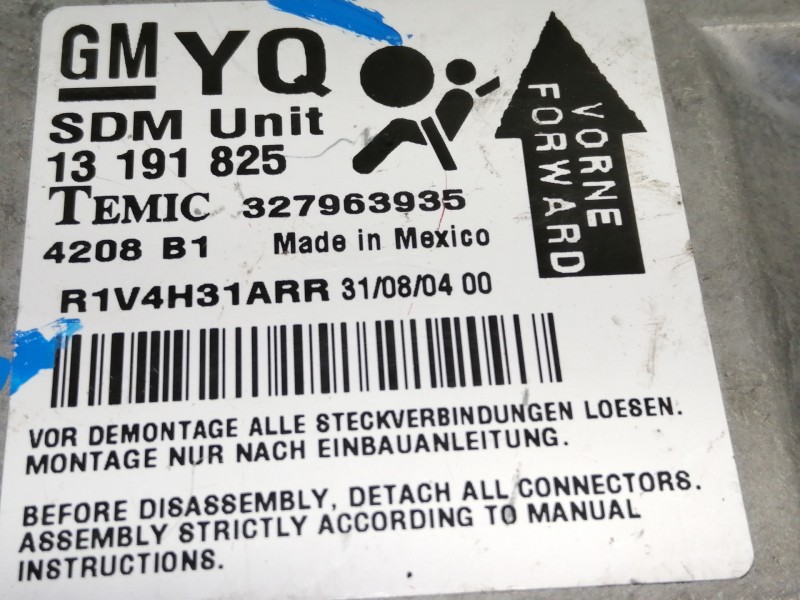 GM YQ
SDM Unit
13 191 825
TEMIC 327963935
4208 B1 Made in Mexico
R1V4H31ARR 31/08/04 00
VORNE
FORWARD
VOR DEMONTAGE ALLE STECKVERBINDUNGEN LOESEN.
MONTAGE NUR NACH EINBAUANLEITUNG.
BEFORE DISASSEMBLY, DETACH ALL CONNECTORS.
ASSEMBLY STRICTLY ACCORDING TO MANUAL
INSTRUCTIONS.